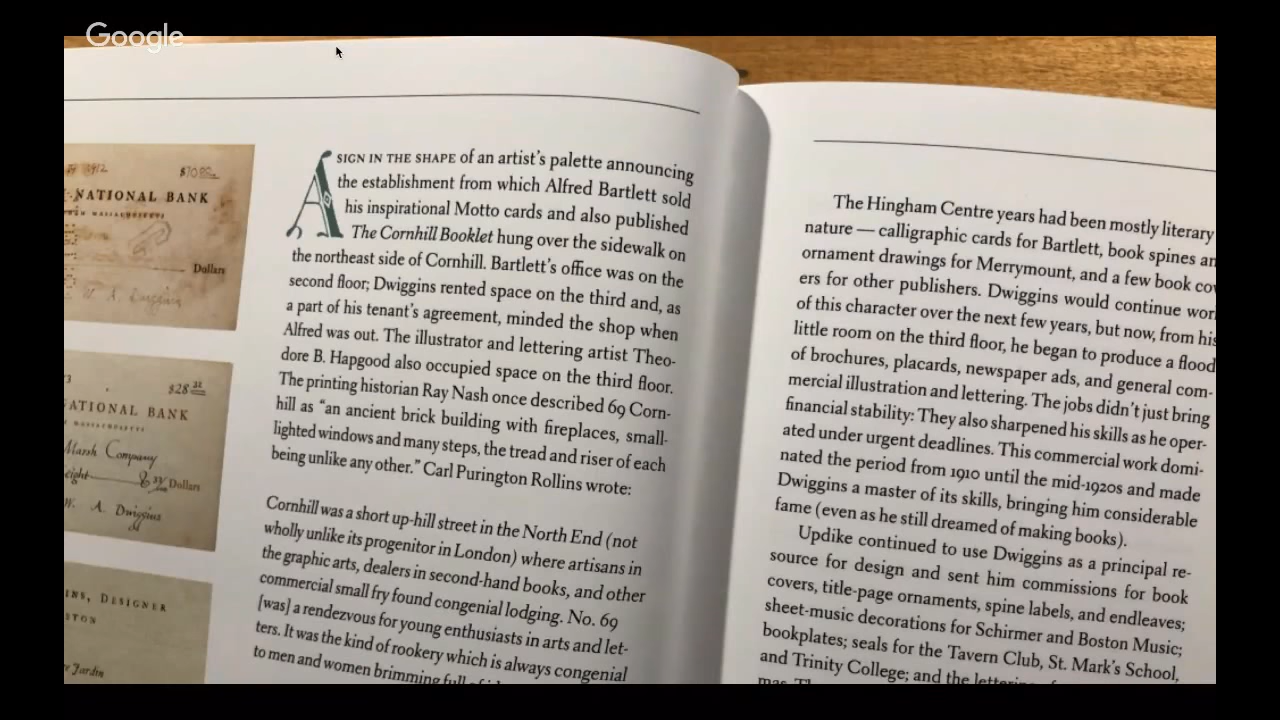 Google
$70
NATIONAL BANK
MASSACHUSETTS
Dollars
W. A. Dwiggins
$28 31
NATIONAL BANK
MASSACHUSETTS
Marsh Company
eight
Dollars
W. A. Dwiggins
INS, DESIGNER
STON
Jardin
A SIGN IN THE SHAPE of an artist's palette announcing
the establishment from which Alfred Bartlett sold
his inspirational Motto cards and also published
The Cornhill Booklet hung over the sidewalk on
the northeast side of Cornhill. Bartlett's office was on the
second floor; Dwiggins rented space on the third and, as
a part of his tenant's agreement, minded the shop when
Alfred was out. The illustrator and lettering artist Theo-
dore B. Hapgood also occupied space on the third floor.
The printing historian Ray Nash once described 69 Corn-
hill as “an ancient brick building with fireplaces, small-
lighted windows and many steps, the tread and riser of each
being unlike any other.” Carl Purington Rollins wrote:
Cornhill was a short up-hill street in the North End (not
wholly unlike its progenitor in London) where artisans in
the graphic arts, dealers in second-hand books, and other
commercial small fry found congenial lodging. No. 69
[was] a rendezvous for young enthusiasts in arts and let-
ters. It was the kind of rookery which is always congenial
to men and women brimming full of
The Hingham Centre years had been mostly literary
nature — calligraphic cards for Bartlett, book spines an
ornament drawings for Merrymount, and a few book cov
ers for other publishers. Dwiggins would continue wor
of this character over the next few years, but now, from his
little room on the third floor, he began to produce a flood
of brochures, placards, newspaper ads, and general com-
mercial illustration and lettering. The jobs didn't just bring
financial stability: They also sharpened his skills as he oper-
ated under urgent deadlines. This commercial work domi-
nated the period from 1910 until the mid-1920s and made
Dwiggins a master of its skills, bringing him considerable
fame (even as he still dreamed of making books).
Updike continued to use Dwiggins as a principal re-
source for design and sent him commissions for book
covers, title-page ornaments, spine labels, and endleaves;
sheet-music decorations for Schirmer and Boston Music;
bookplates; seals for the Tavern Club, St. Mark's School,
and Trinity College; and the lettering